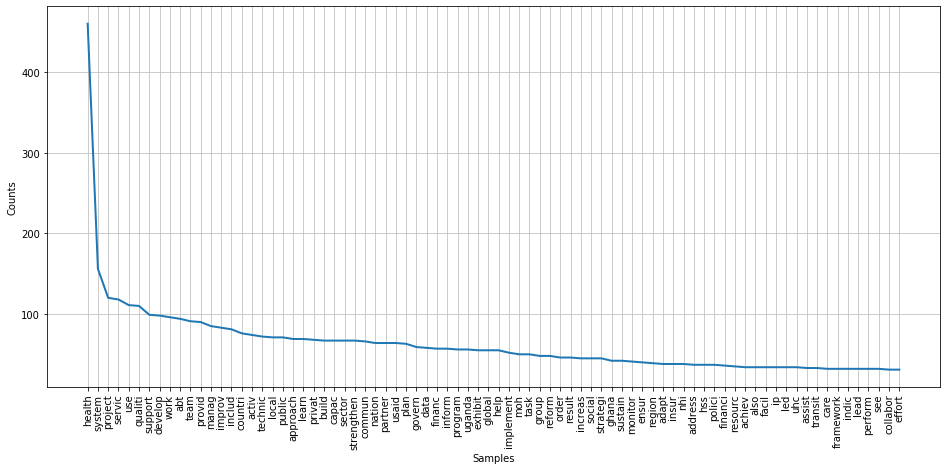 400
300
200
100
Counts
health
system
project
servic
use
qualiti
support
develop
work
abt
team
provid
manag
improv
includ
countri
activ
technic
local
public
approach
learn
privat
build
capac
sector
strengthen
commun
nation
partner
usaid
plan
govern
data
financ
inform
program
uganda
exhibit
global
help
implement
moh
task
group
reform
order
result
increas
social
strateg
ghana
sustain
monitor
ensur
region
adapt
insur
nhi
address
hss
polici
financi
resourc
achiev
also
facil
ip
led
uhc
assist
transit
care
framework
indic
lead
perform
see
collabor
effort
Samples